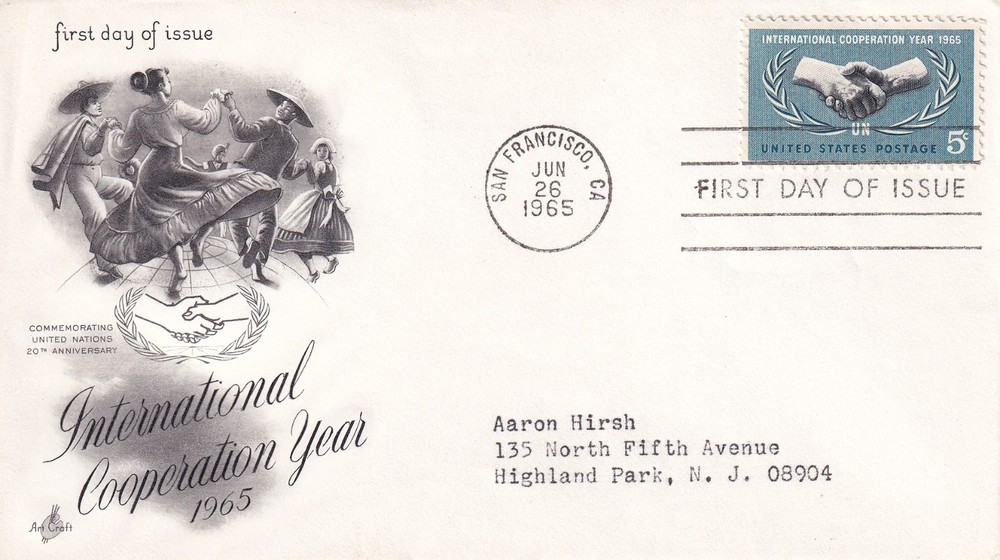 first day of issue
COMMEMORATING
UNITED NATIONS
20TH ANNIVERSARY
International
Cooperation Year
1965
Art Craft
SAN FRANCISCO, CA
JUN
26
1965
INTERNATIONAL COOPERATION YEAR 1965
UN
UNITED STATES POSTAGE 5¢
FIRST DAY OF ISSUE
Aaron Hirsh
135 North Fifth Avenue
Highland Park, N. J. 08904